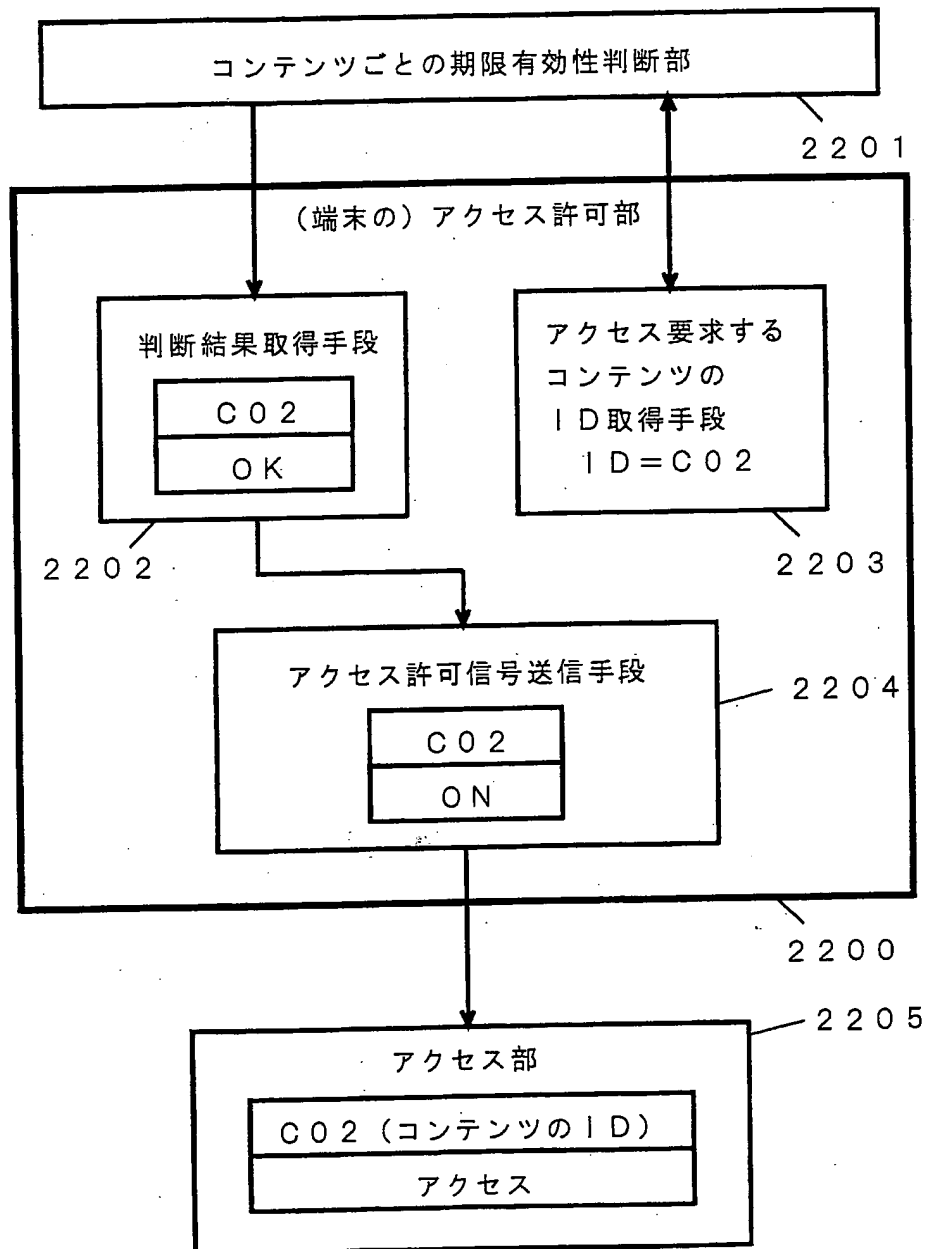 コンテンツごとの期限有効性判断部
2201
(端末の)アクセス許可部
判断結果取得手段
C02
OK
2202
アクセス要求する
コンテンツの
ID取得手段
ID=C02
2203
アクセス許可信号送信手段
C02
ON
2204
2200
2205
アクセス部
C02(コンテンツのID)
アクセス